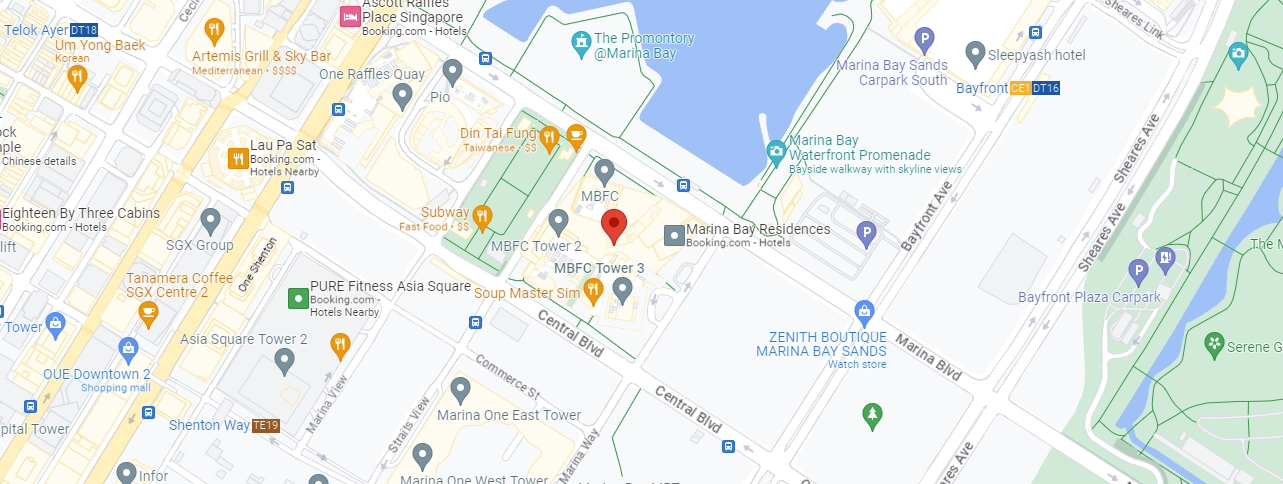 Ascott Raffles
Place Singapore
Booking.com - Hotels
Telok Ayer DT18
Um Yong Baek
Korean
Artemis Grill & Sky Bar
Mediterranean • $$$$
The Promontory
@Marina Bay
P
Marina Bay Sands
Carpark South
Sleepyash hotel
Bayfront CE1 DT16
Sheares Link
One Raffles Quay
Pio
Din Tai Fung
Taiwanese • $$
Lau Pa Sat
Booking.com -
Hotels Nearby
Chinese details
Marina Bay
Waterfront Promenade
Bayside walkway with skyline views
Sheares Ave
MBFC
Eighteen By Three Cabins
Booking.com - Hotels
lift
SGX Group
Subway
Fast Food • $$
MBFC Tower 2
Marina Bay Residences
Booking.com - Hotels
P
Bayfront Ave
Sheares Ave
The M
One Shenton
MBFC Tower 3
Tanamera Coffee
SGX Centre 2
PURE Fitness Asia Square
Booking.com -
Hotels Nearby
Soup Master Sim
P
Bayfront Plaza Carpark
Tower
Asia Square Tower 2
Central Blvd
ZENITH BOUTIQUE
MARINA BAY SANDS
Watch store
Marina Blvd
Serene G
OUE Downtown 2
Shopping mall
Commerce St
Marina View
Straits View
Marina One East Tower
Central Blvd
pital Tower
Shenton Way TE19
Marina Way
Infor
Marina One West Tower